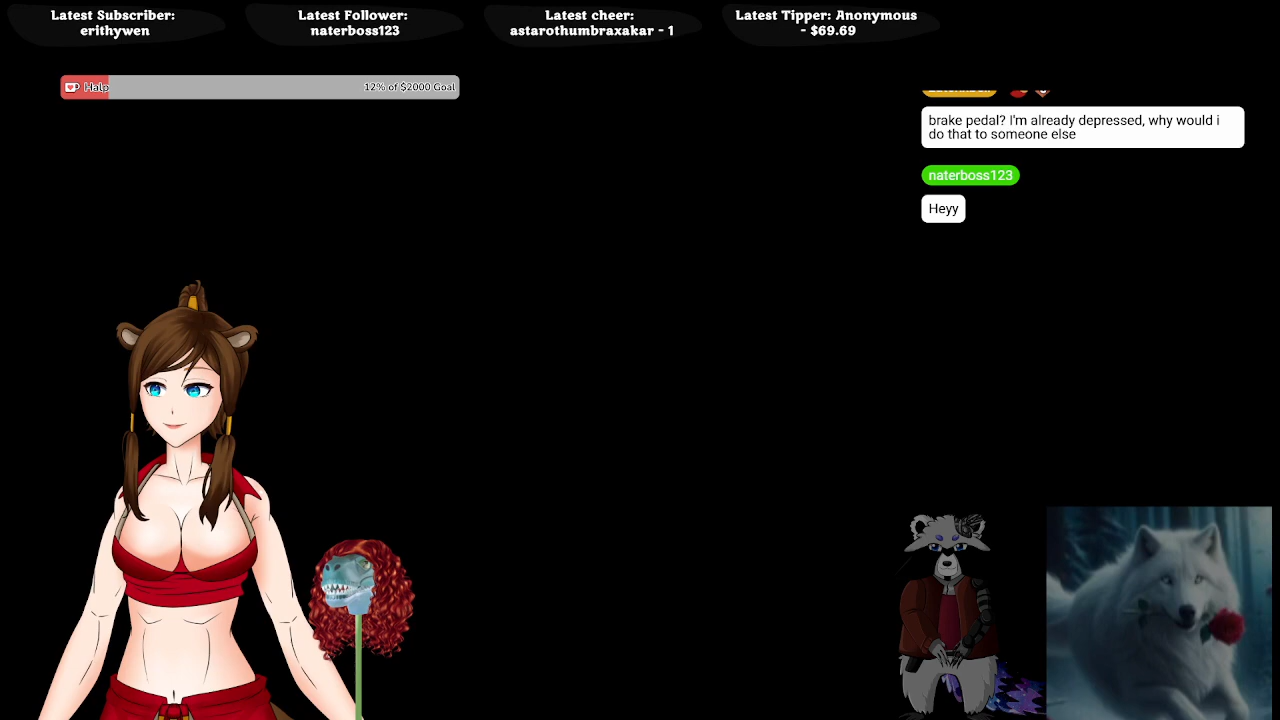 Latest Subscriber:
erithywen
Latest Follower:
naterboss123
Latest cheer:
astarothumbraxakar - 1
Latest Tipper: Anonymous
- $69.69
Halo
12% of $2000 Goal
brake pedal? I'm already depressed, why would i
do that to someone else
naterboss123
Heyy